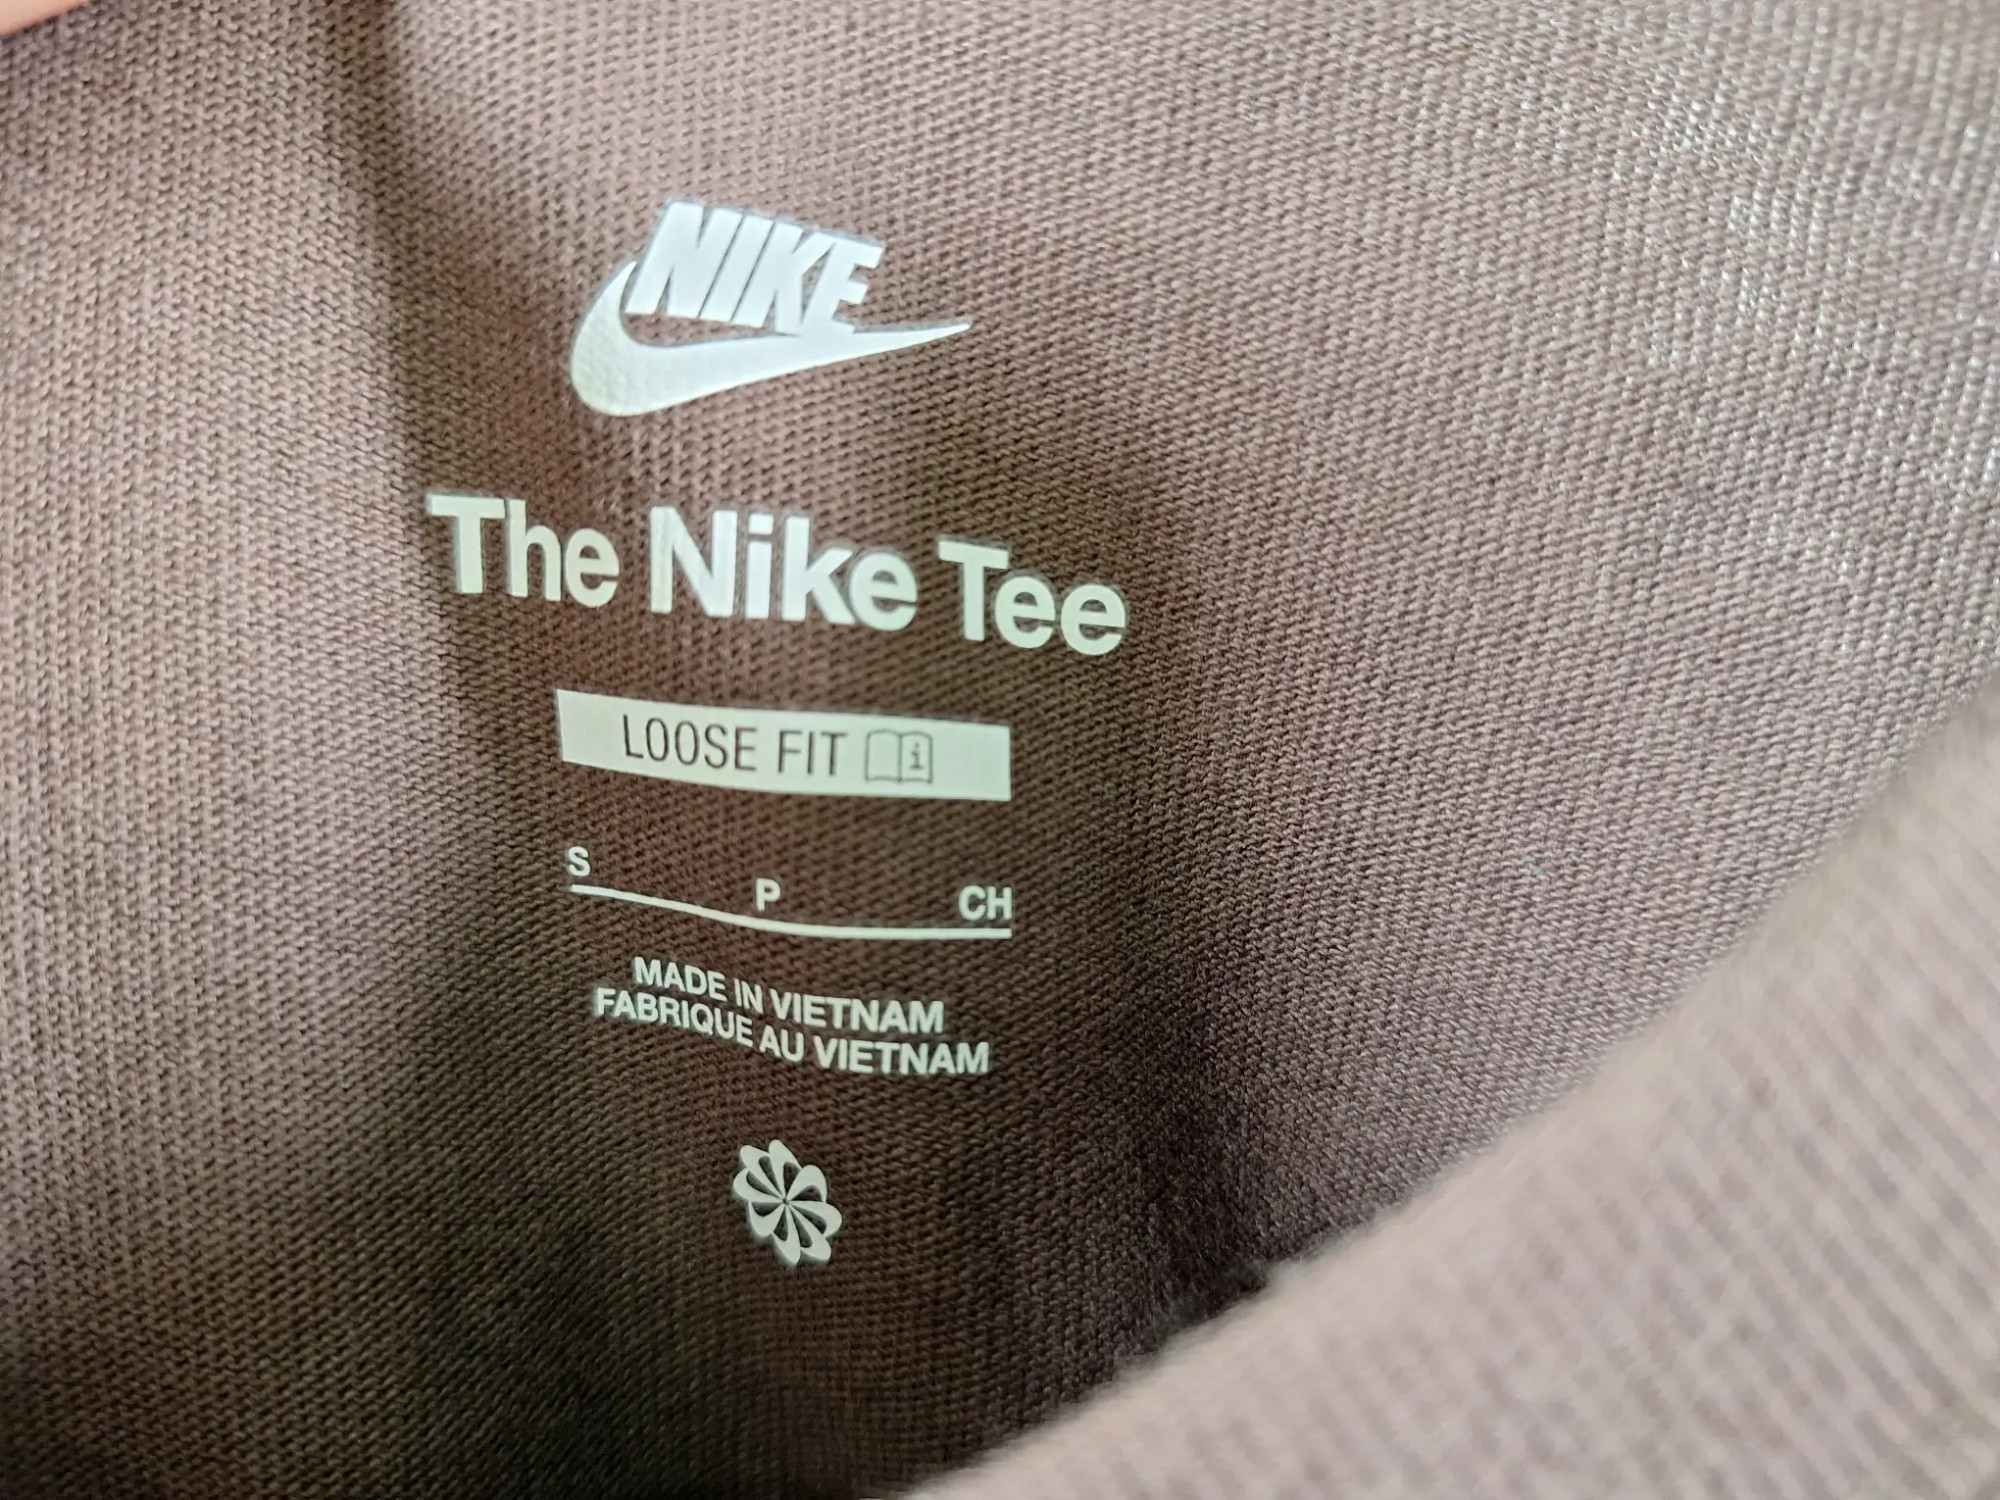 NIKE
The Nike Tee
LOOSE FIT i
S P CH
MADE IN VIETNAM
FABRIQUE AU VIETNAM